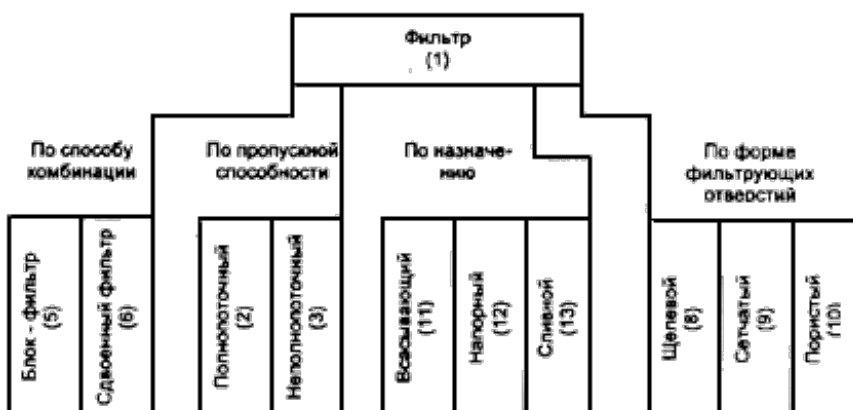 Фильтр
(1)
По способу
комбинации
По пропускной
способности
По назначе-
нию
По форме
фильтрующих
отверстий
Блок - фильтр
(5)
Сдвоенный фильтр
(6)
Полнопоточный
(2)
Неполнопоточный
(3)
Всасывающий
(11)
Напорный
(12)
Сливной
(13)
Щелевой
(8)
Сетчатый
(9)
Пористый
(10)